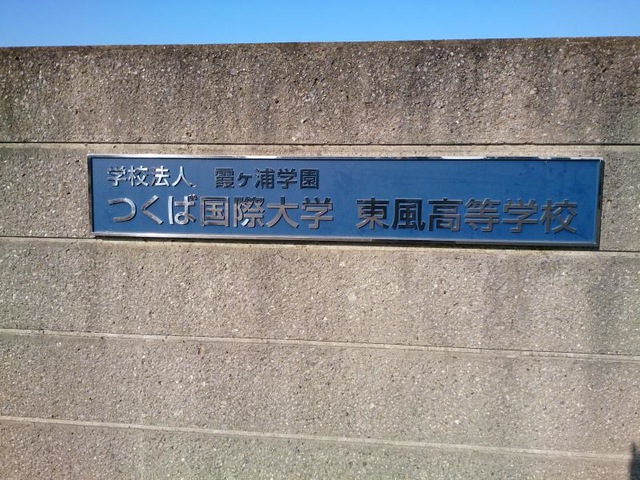 学校法人 霞ヶ浦学園
つくば国際大学 東風高等学校